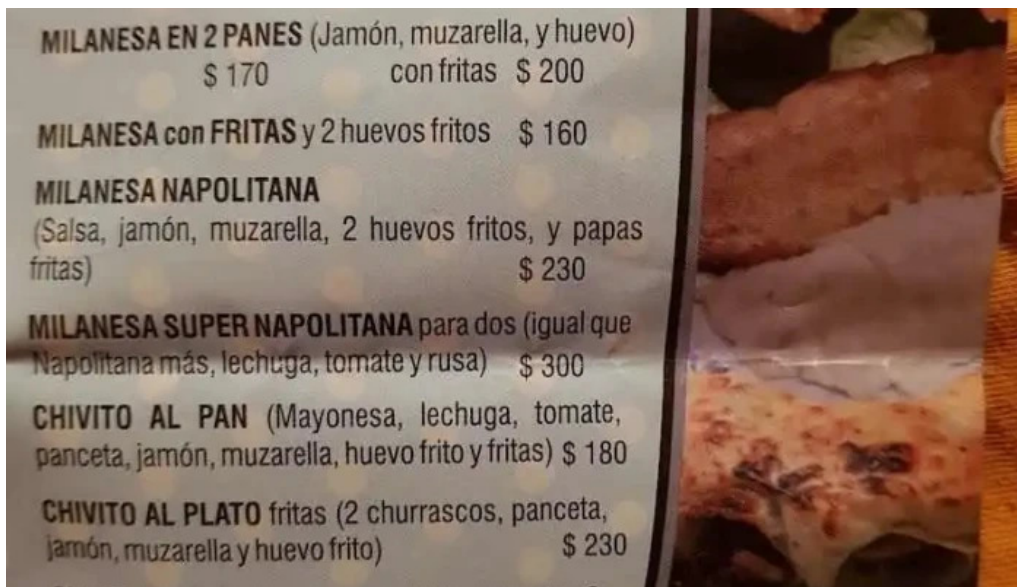 MILANESA EN 2 PANES (Jamón, muzarella, y huevo)
$ 170 con fritas $ 200
MILANESA con FRITAS y 2 huevos fritos $ 160
MILANESA NAPOLITANA
(Salsa, jamón, muzarella, 2 huevos fritos, y papas
fritas) $ 230
MILANESA SUPER NAPOLITANA para dos (igual que
Napolitana más, lechuga, tomate y rusa) $ 300
CHIVITO AL PAN (Mayonesa, lechuga, tomate,
panceta, jamón, muzarella, huevo frito y fritas) $ 180
CHIVITO AL PLATO fritas (2 churrascos, panceta,
jamón, muzarella y huevo frito) $ 230